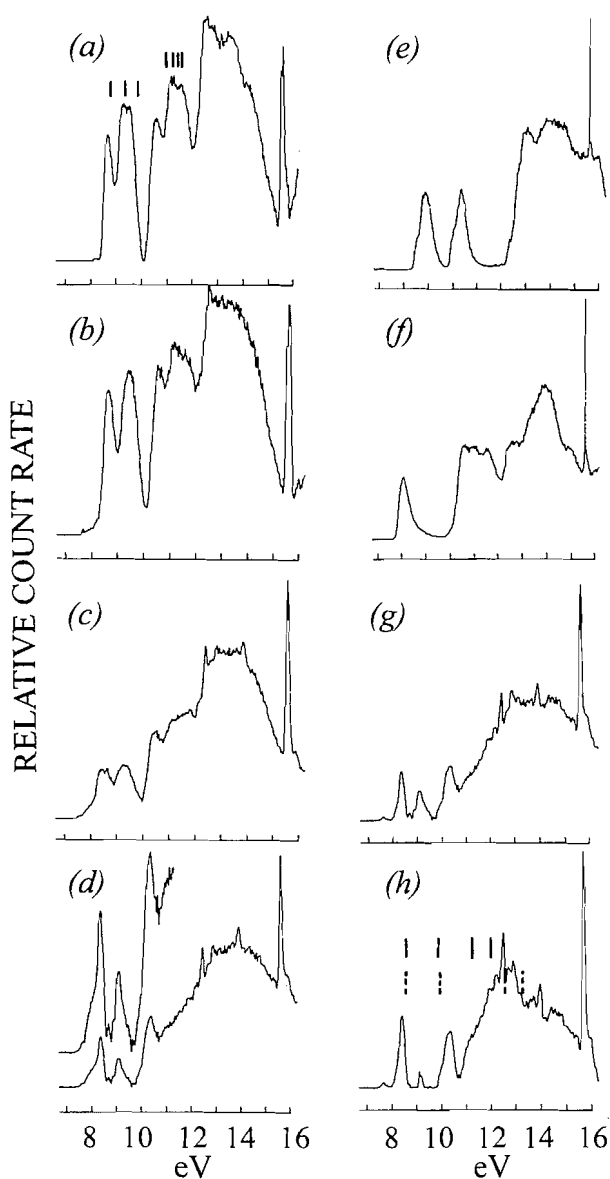 (a)
(e)
(b)
(f)
RELATIVE COUNT RATE
(c)
(g)
(d)
(h)
8 10 12 14 16
eV
8 10 12 14 16
eV